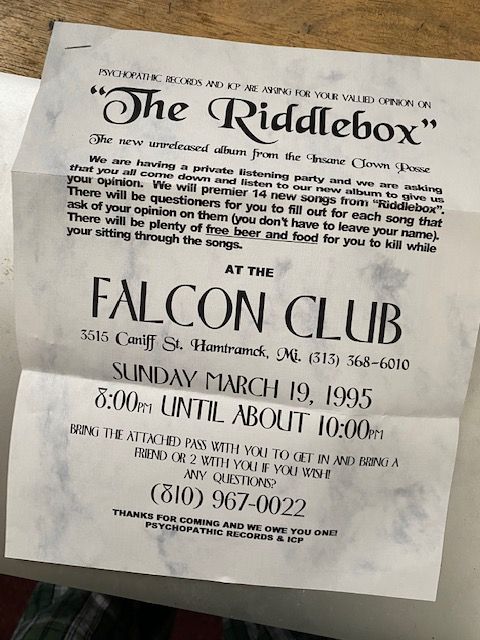 PSYCHOPATHIC RECORDS AND ICP ARE ASKING FOR YOUR VALUED OPINION ON
"The Riddlebox"
The new unreleased album from the Insane Clown Posse
We are having a private listening party and we are asking
that you all come down and listen to our new album to give us
your opinion. We will premier 14 new songs from "Riddlebox".
There will be questioners for you to fill out for each song that
ask of your opinion on them (you don't have to leave your name).
There will be plenty of free beer and food for you to kill while
your sitting through the songs.
AT THE
FALCON CLUB
3515 Caniff St. Hamtramck, Mi. (313) 368-6010
SUNDAY MARCH 19, 1995
8:00PM UNTIL ABOUT 10:00PM
BRING THE ATTACHED PASS WITH YOU TO GET IN AND BRING A
FRIEND OR 2 WITH YOU IF YOU WISH!
ANY QUESTIONS?
(810) 967-0022
THANKS FOR COMING AND WE OWE YOU ONE!
PSYCHOPATHIC RECORDS & ICP